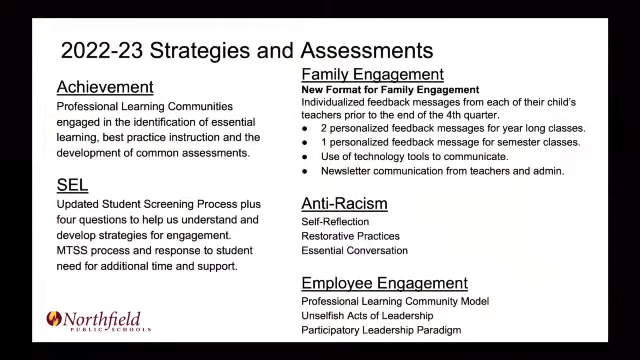 2022-23 Strategies and Assessments
Achievement
Professional Learning Communities
engaged in the identification of essential
learning, best practice instruction and the
development of common assessments.
SEL
Updated Student Screening Process plus
four questions to help us understand and
develop strategies for engagement.
MTSS process and response to student
need for additional time and support.
Family Engagement
New Format for Family Engagement
Individualized feedback messages from each of their child's
teachers prior to the end of the 4th quarter.
● 2 personalized feedback messages for year long classes.
● 1 personalized feedback message for semester classes.
● Use of technology tools to communicate.
● Newsletter communication from teachers and admin.
Anti-Racism
Self-Reflection
Restorative Practices
Essential Conversation
Employee Engagement
Professional Learning Community Model
Unselfish Acts of Leadership
Participatory Leadership Paradigm
Northfield
PUBLIC SCHOOLS